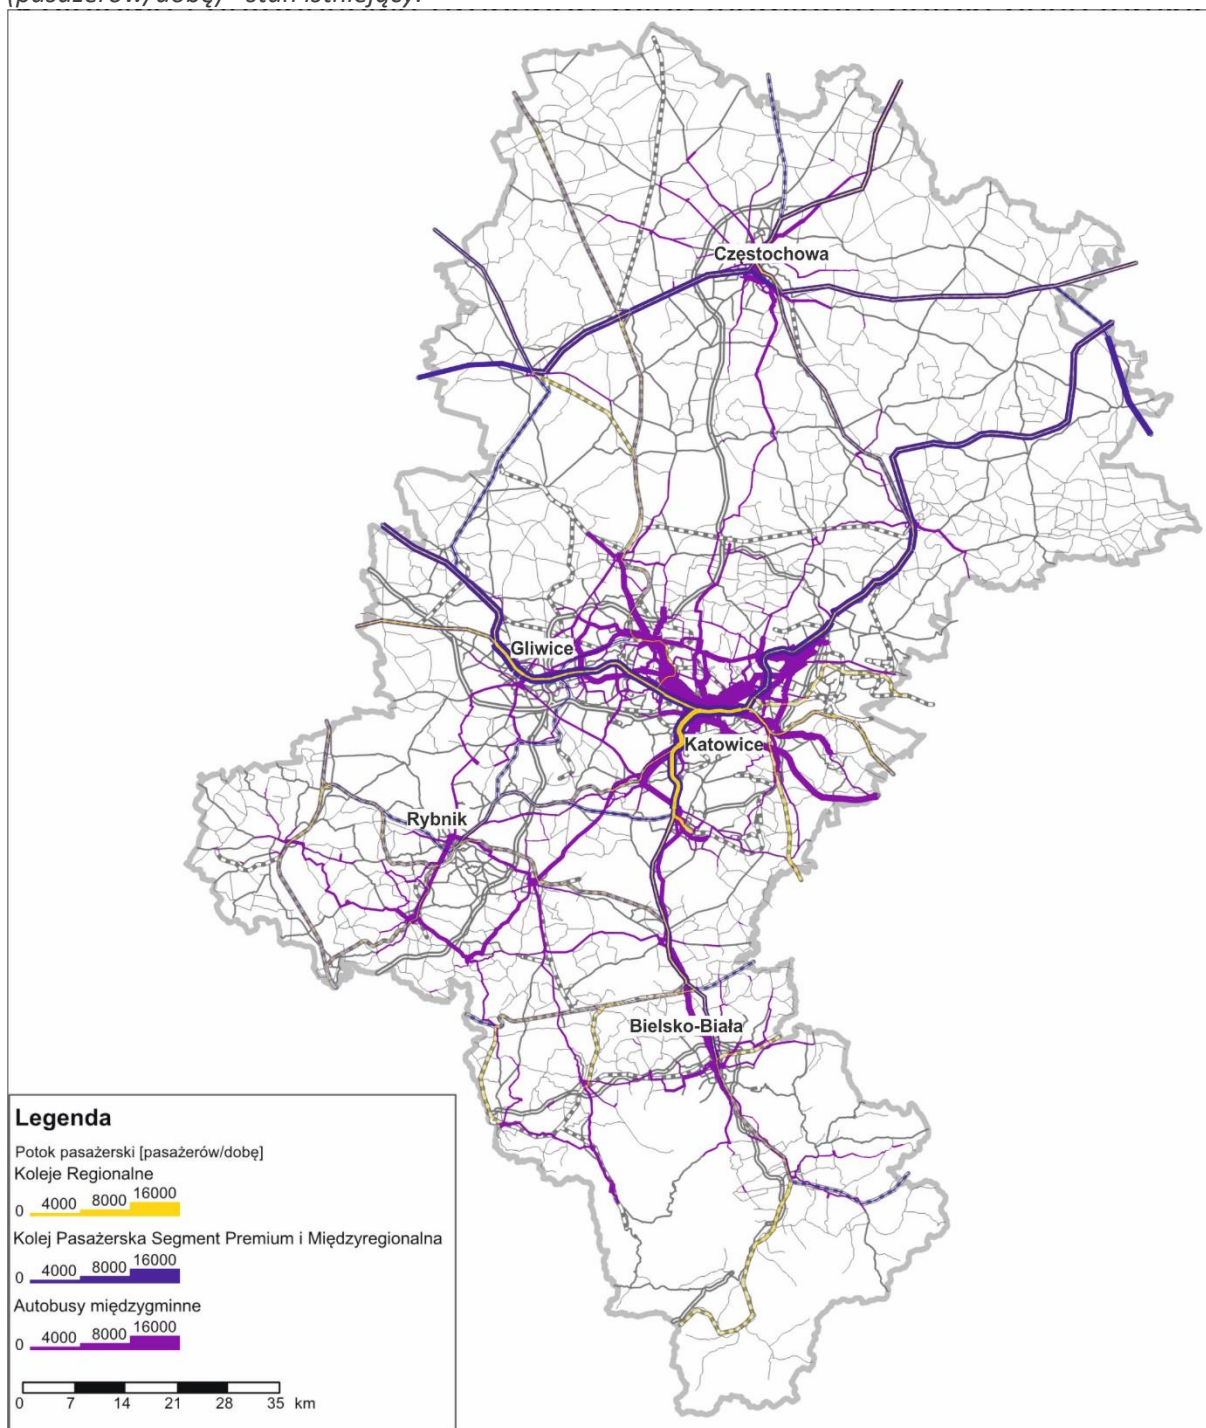 (pasażerów/dobę) - stan istniejący.
Częstochowa
Gliwice
Katowice
Rybnik
Bielsko-Biała
Legenda
Potok pasażerski [pasażerów/dobę]
Koleje Regionalne
0 4000 8000 16000
Kolej Pasażerska Segment Premium i Międzyregionalna
0 4000 8000 16000
Autobusy międzygminne
0 4000 8000 16000
0 7 14 21 28 35 km